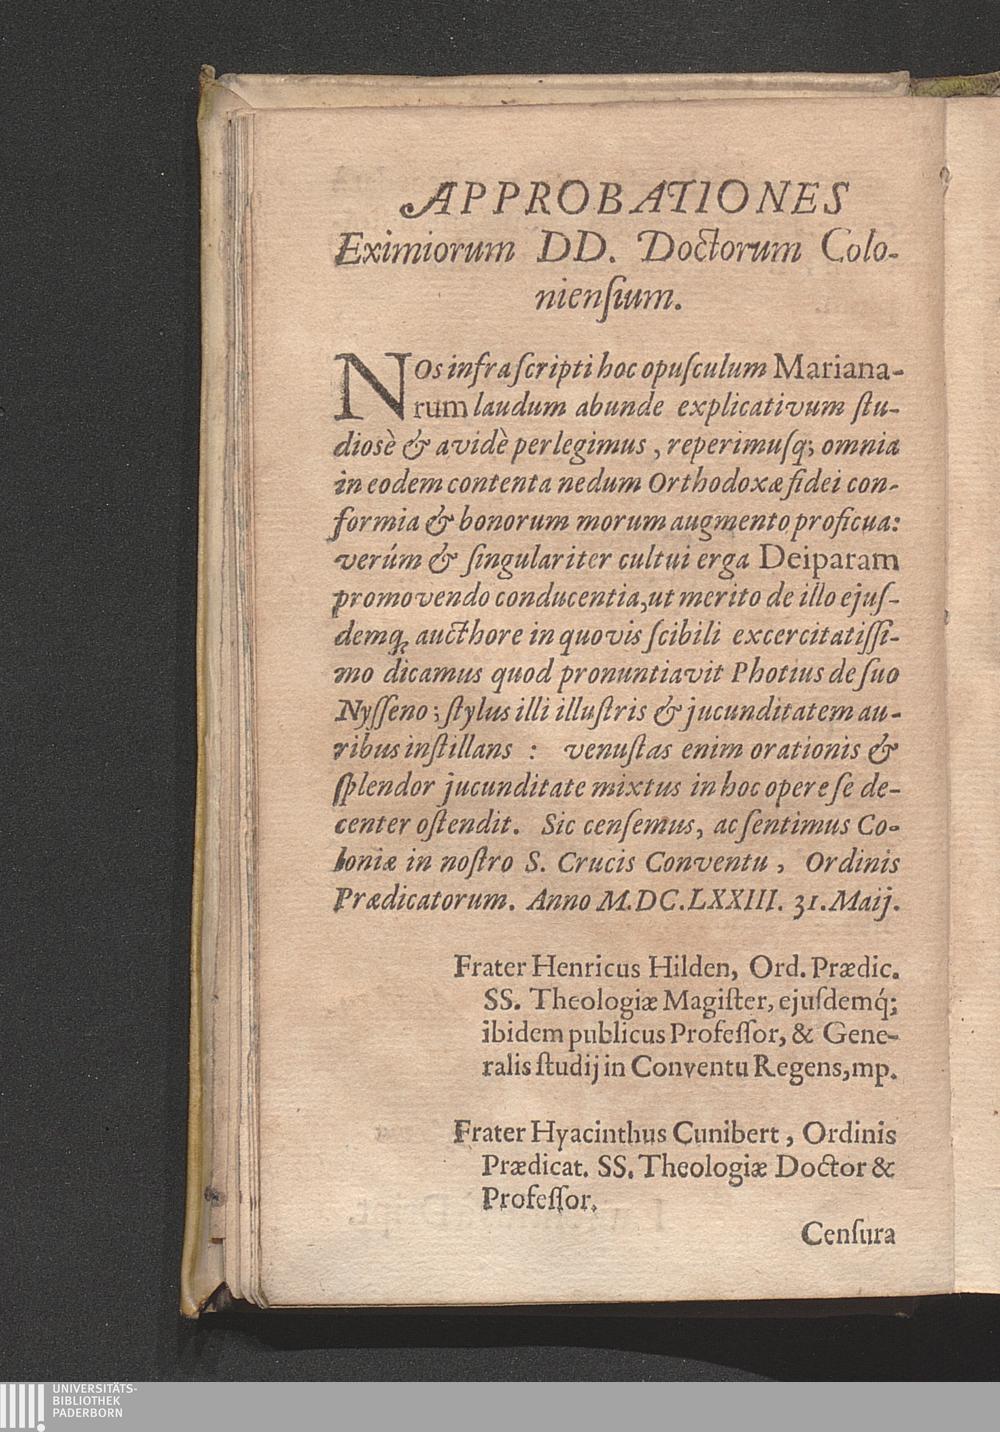 APPROBATIONES
Eximiorum DD. Doctorum Colo-
nienſium.
NOs infraſcripti hoc opuſculum Mariana-
rum laudum abunde explicativum ſtu-
diosè & avidè perlegimus, reperimuſq; omnia
in eodem contenta nedum Orthodoxæ fidei con-
formia & bonorum morum augmento proficua:
verúm & ſingulariter cultui erga Deiparam
promovendo conducentia, ut merito de illo ejuſ-
demq; aucthore in quovis ſcibili excercitatiſſi-
mo dicamus quod pronuntiavit Photius de ſuo
Nyſſeno; ſtylus illi illuſtris & jucunditatem au-
ribus inſtillans : venuſtas enim orationis &
ſplendor jucunditate mixtus in hoc opere ſe de-
center oſtendit. Sic cenſemus, ac ſentimus Co-
loniæ in noſtro S. Crucis Conventu, Ordinis
Prædicatorum. Anno M.DC.LXXIII. 31. Maij.
Frater Henricus Hilden, Ord. Prædic.
SS. Theologiæ Magiſter, ejuſdemq́;
ibidem publicus Profeſſor, & Gene-
ralis ſtudij in Conventu Regens, mp.
Frater Hyacinthus Cunibert, Ordinis
Prædicat. SS. Theologiæ Doctor &
Profeſſor.
Cenſura
UNIVERSITÄTS-
BIBLIOTHEK
PADERBORN